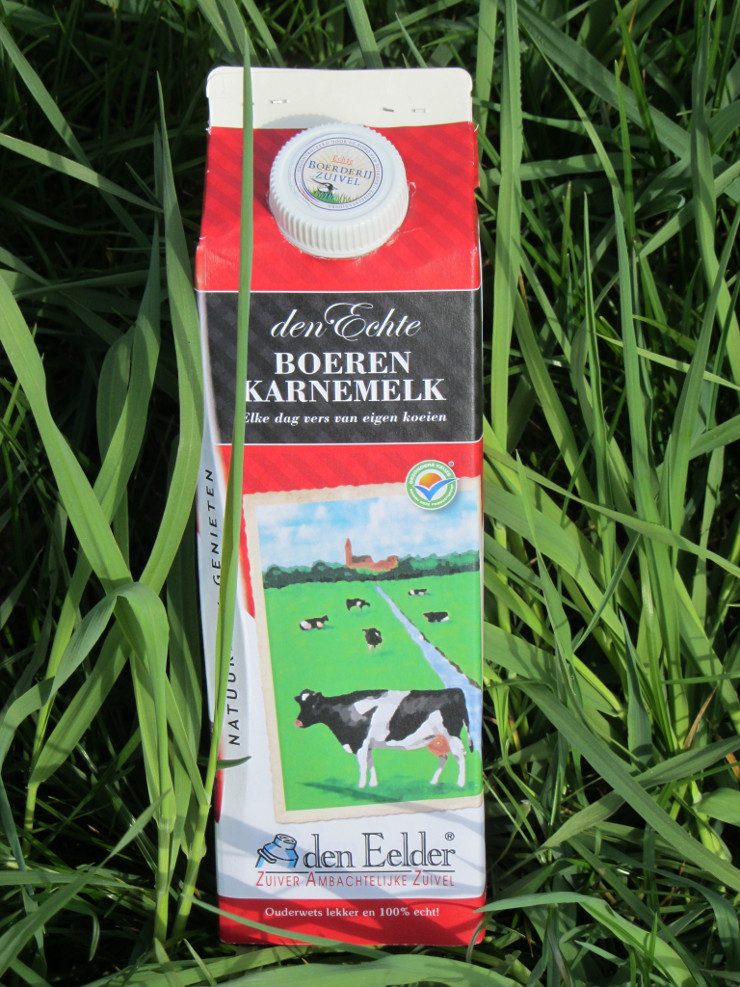 Echte
BOERDERIJ
ZUIVEL
den Echte
BOEREN
KARNEMELK
Elke dag vers van eigen koeien
GENIETEN
NATUUR
den Eelder®
ZUIVER AMBACHTELIJKE ZUIVEL
Ouderwets lekker en 100% echt!